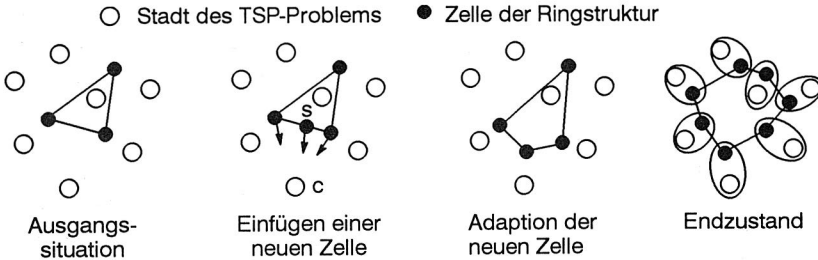 Stadt des TSP-Problems
Zelle der Ringstruktur
s
c
Ausgangs-
situation
Einfügen einer
neuen Zelle
Adaption der
neuen Zelle
Endzustand